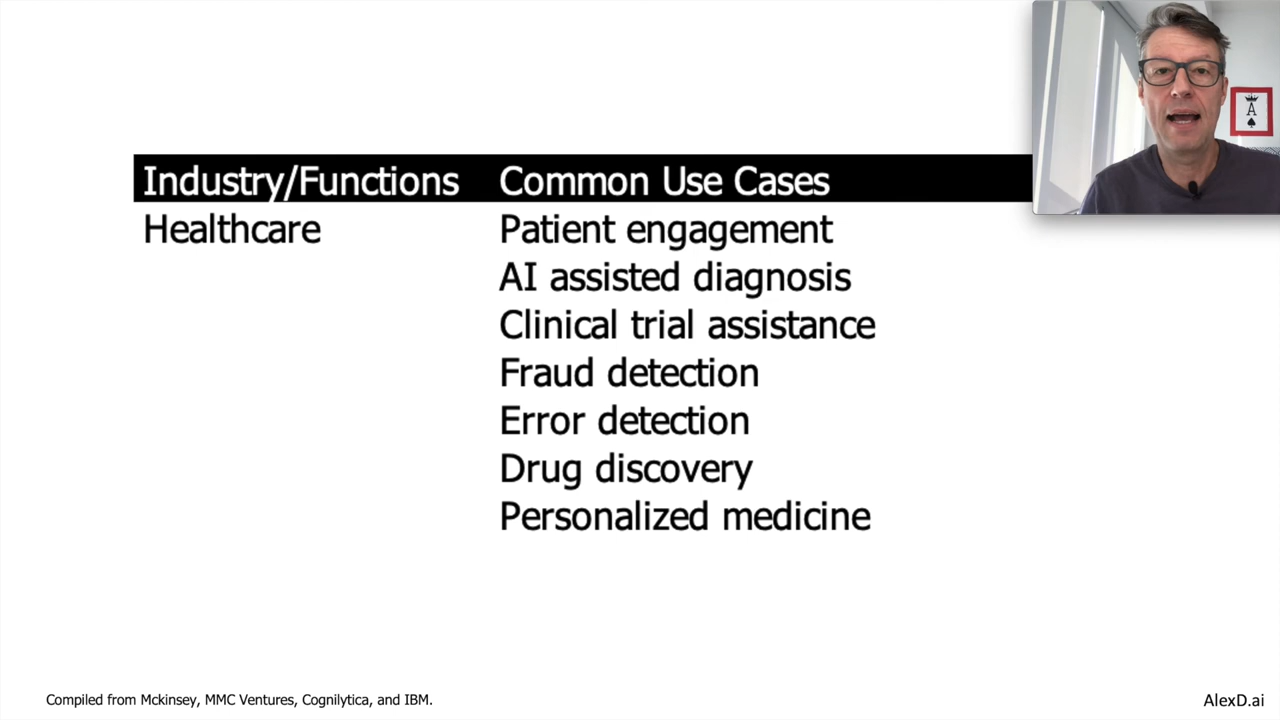 Industry/Functions Common Use Cases
Healthcare Patient engagement
AI assisted diagnosis
Clinical trial assistance
Fraud detection
Error detection
Drug discovery
Personalized medicine
A
Compiled from Mckinsey, MMC Ventures, Cognilytica, and IBM.
AlexD.ai